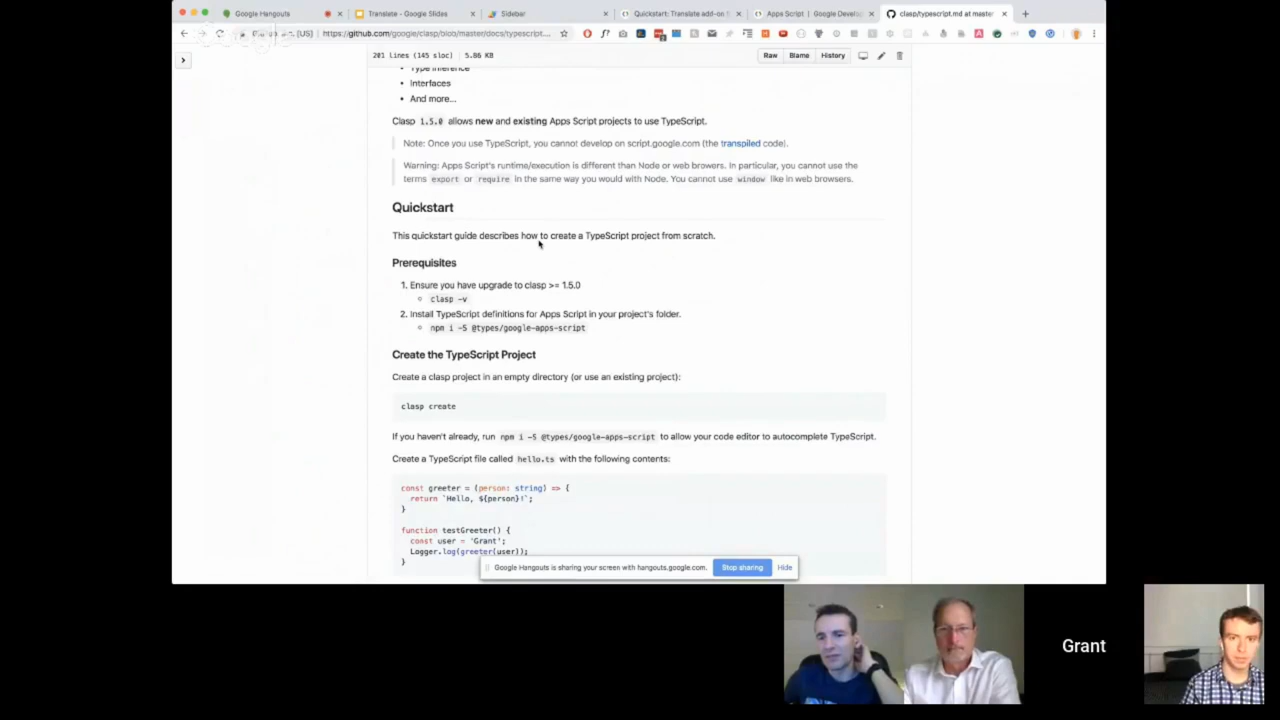 Google Hangouts
Translate - Google Slides
Sidebar
Quickstart: Translate add-on
Apps Script | Google Develo
clasp/typescript.md at master
[US] https://github.com/google/clasp/blob/master/docs/typescript...
201 lines (145 sloc) 5.86 KB
Raw Blame History
Type Inference
Interfaces
And more...
Clasp 1.5.0 allows new and existing Apps Script projects to use TypeScript.
Note: Once you use TypeScript, you cannot develop on script.google.com (the transpiled code).
Warning: Apps Script's runtime/execution is different than Node or web browers. In particular, you cannot use the
terms export or require in the same way you would with Node. You cannot use window like in web browsers.
Quickstart
This quickstart guide describes how to create a TypeScript project from scratch.
Prerequisites
1. Ensure you have upgrade to clasp >= 1.5.0
clasp -v
2. Install TypeScript definitions for Apps Script in your project's folder.
npm i -S @types/google-apps-script
Create the TypeScript Project
Create a clasp project in an empty directory (or use an existing project):
clasp create
If you haven't already, run npm i -S @types/google-apps-script to allow your code editor to autocomplete TypeScript.
Create a TypeScript file called hello.ts with the following contents:
const greeter = (person: string) => {
return `Hello, ${person}!`;
}
function testGreeter() {
const user = 'Grant';
Logger.log(greeter(user));
}
Google Hangouts is sharing your screen with hangouts.google.com.
Stop sharing
Hide
Grant